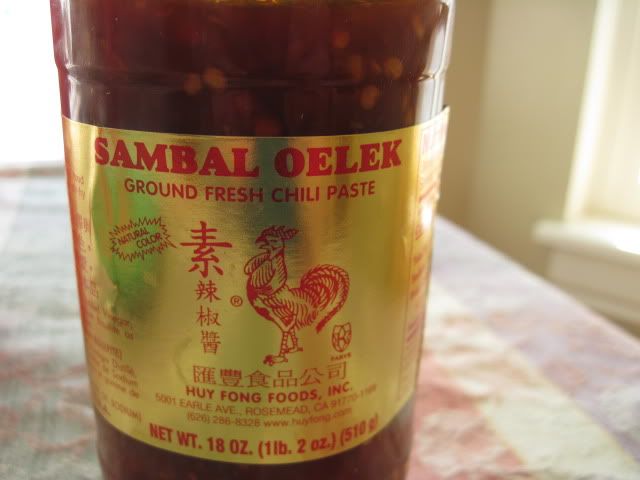 SAMBAL OELEK
GROUND FRESH CHILI PASTE
NATURAL
COLOR
素
辣
椒
醬
®
PAREVE
匯豐食品公司
HUY FONG FOODS, INC.
5001 EARLE AVE., ROSEMEAD, CA 91770-1169
(626) 286-8328 www.huyfong.com
NET WT. 18 OZ. (1lb. 2 oz.) (510 g)